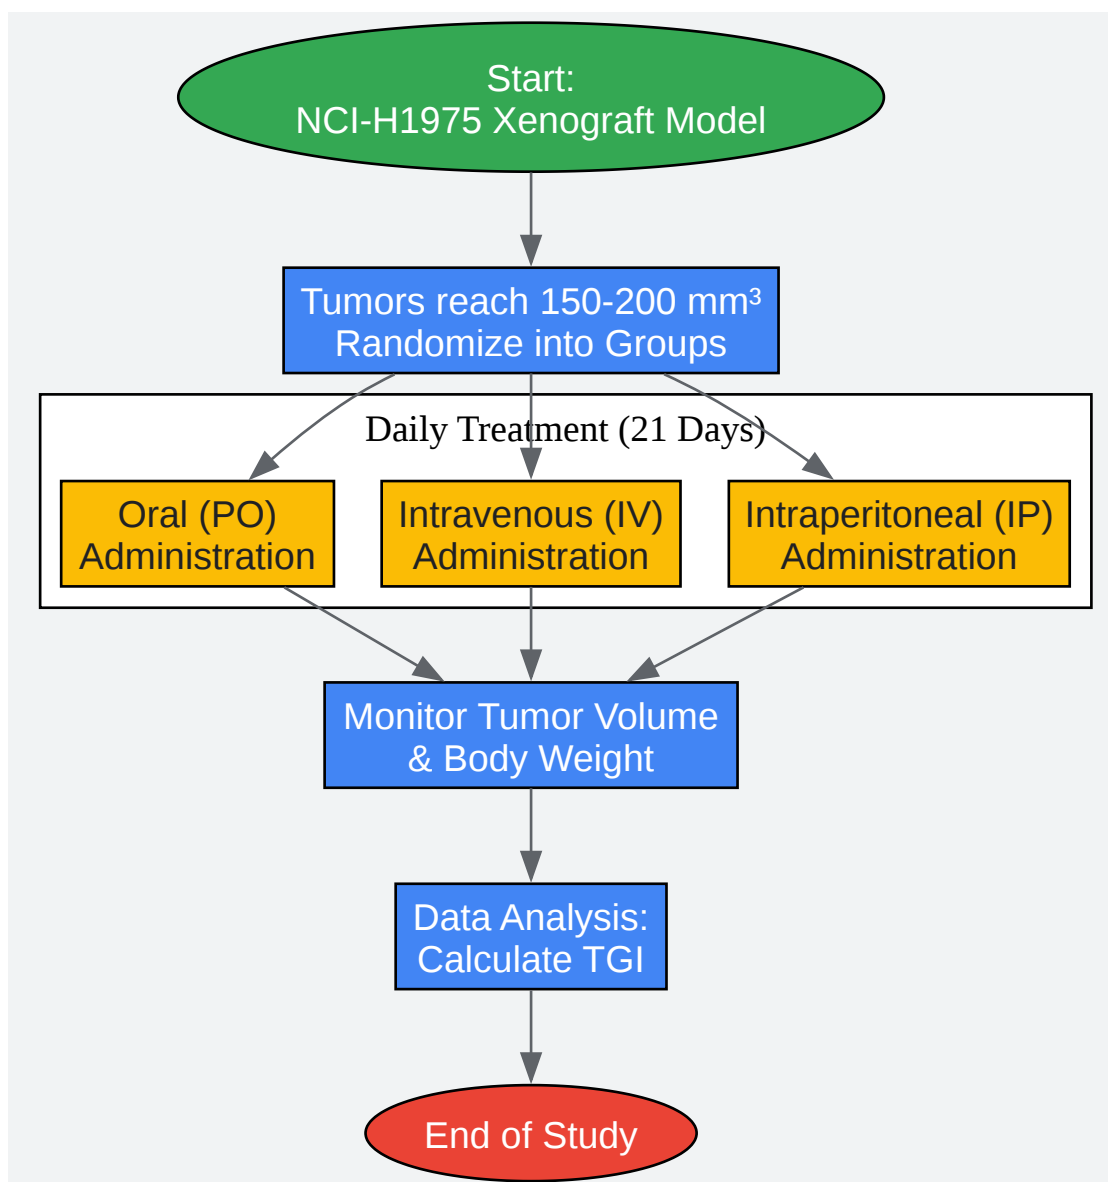 Start:
NCI-H1975 Xenograft Model
Tumors reach 150-200 mm³
Randomize into Groups
Daily Treatment (21 Days)
Oral (PO)
Administration
Intravenous (IV)
Administration
Intraperitoneal (IP)
Administration
Monitor Tumor Volume
& Body Weight
Data Analysis:
Calculate TGI
End of Study